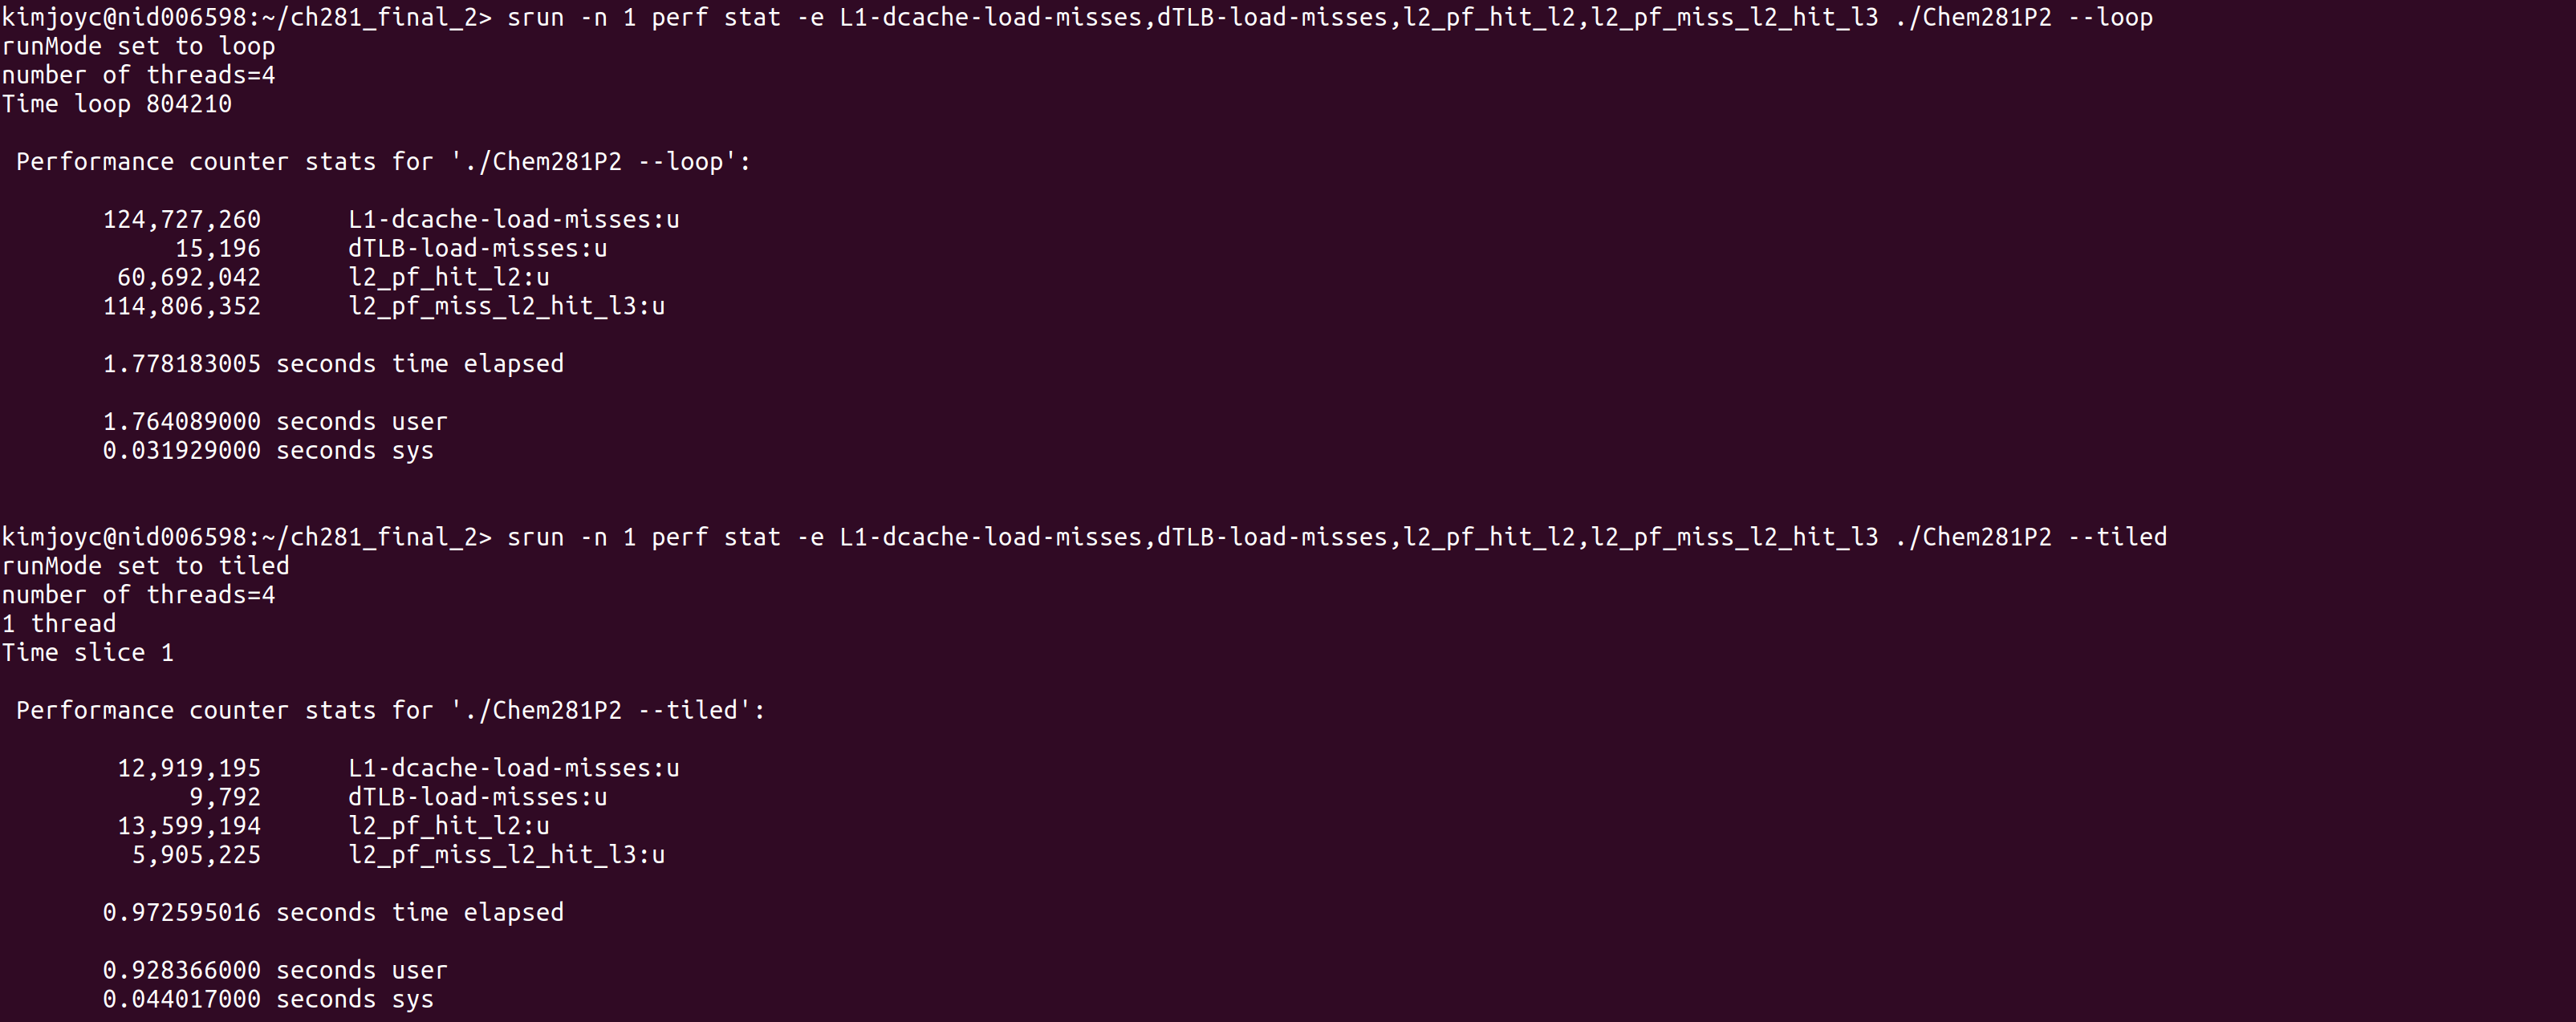 kimjoyc@nid006598:~/ch281_final_2> srun -n 1 perf stat -e L1-dcache-load-misses,dTLB-load-misses,l2_pf_hit_l2,l2_pf_miss_l2_hit_l3 ./Chem281P2 --loop
runMode set to loop
number of threads=4
Time loop 804210
Performance counter stats for './Chem281P2 --loop':
124,727,260 L1-dcache-load-misses:u
15,196 dTLB-load-misses:u
60,692,042 l2_pf_hit_l2:u
114,806,352 l2_pf_miss_l2_hit_l3:u
1.778183005 seconds time elapsed
1.764089000 seconds user
0.031929000 seconds sys
kimjoyc@nid006598:~/ch281_final_2> srun -n 1 perf stat -e L1-dcache-load-misses,dTLB-load-misses,l2_pf_hit_l2,l2_pf_miss_l2_hit_l3 ./Chem281P2 --tiled
runMode set to tiled
number of threads=4
1 thread
Time slice 1
Performance counter stats for './Chem281P2 --tiled':
12,919,195 L1-dcache-load-misses:u
9,792 dTLB-load-misses:u
13,599,194 l2_pf_hit_l2:u
5,905,225 l2_pf_miss_l2_hit_l3:u
0.972595016 seconds time elapsed
0.928366000 seconds user
0.044017000 seconds sys